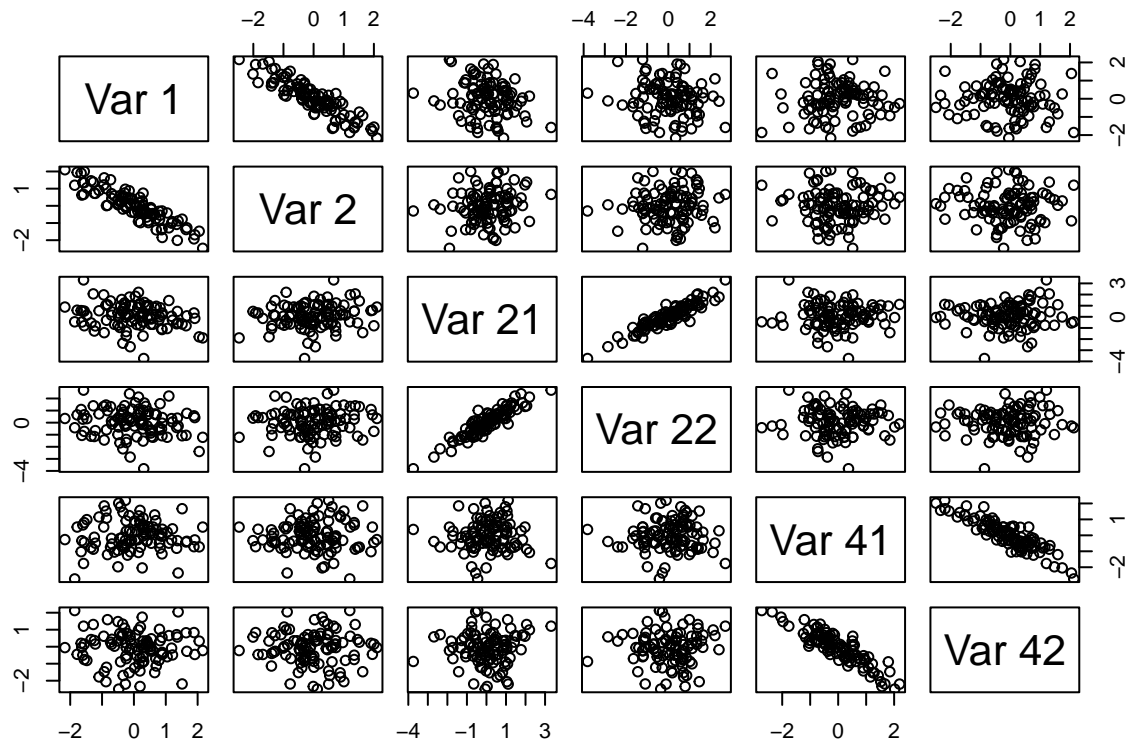 −2 0 1 2 −4 0 2 −2 0 1 2
Var 1 −2 0 2
−2 1 Var 2
Var 21 −4 0 3
−4 0 Var 22
Var 41 −2 1
−2 1 Var 42
−2 0 1 2 −4 −1 1 3 −2 0 2